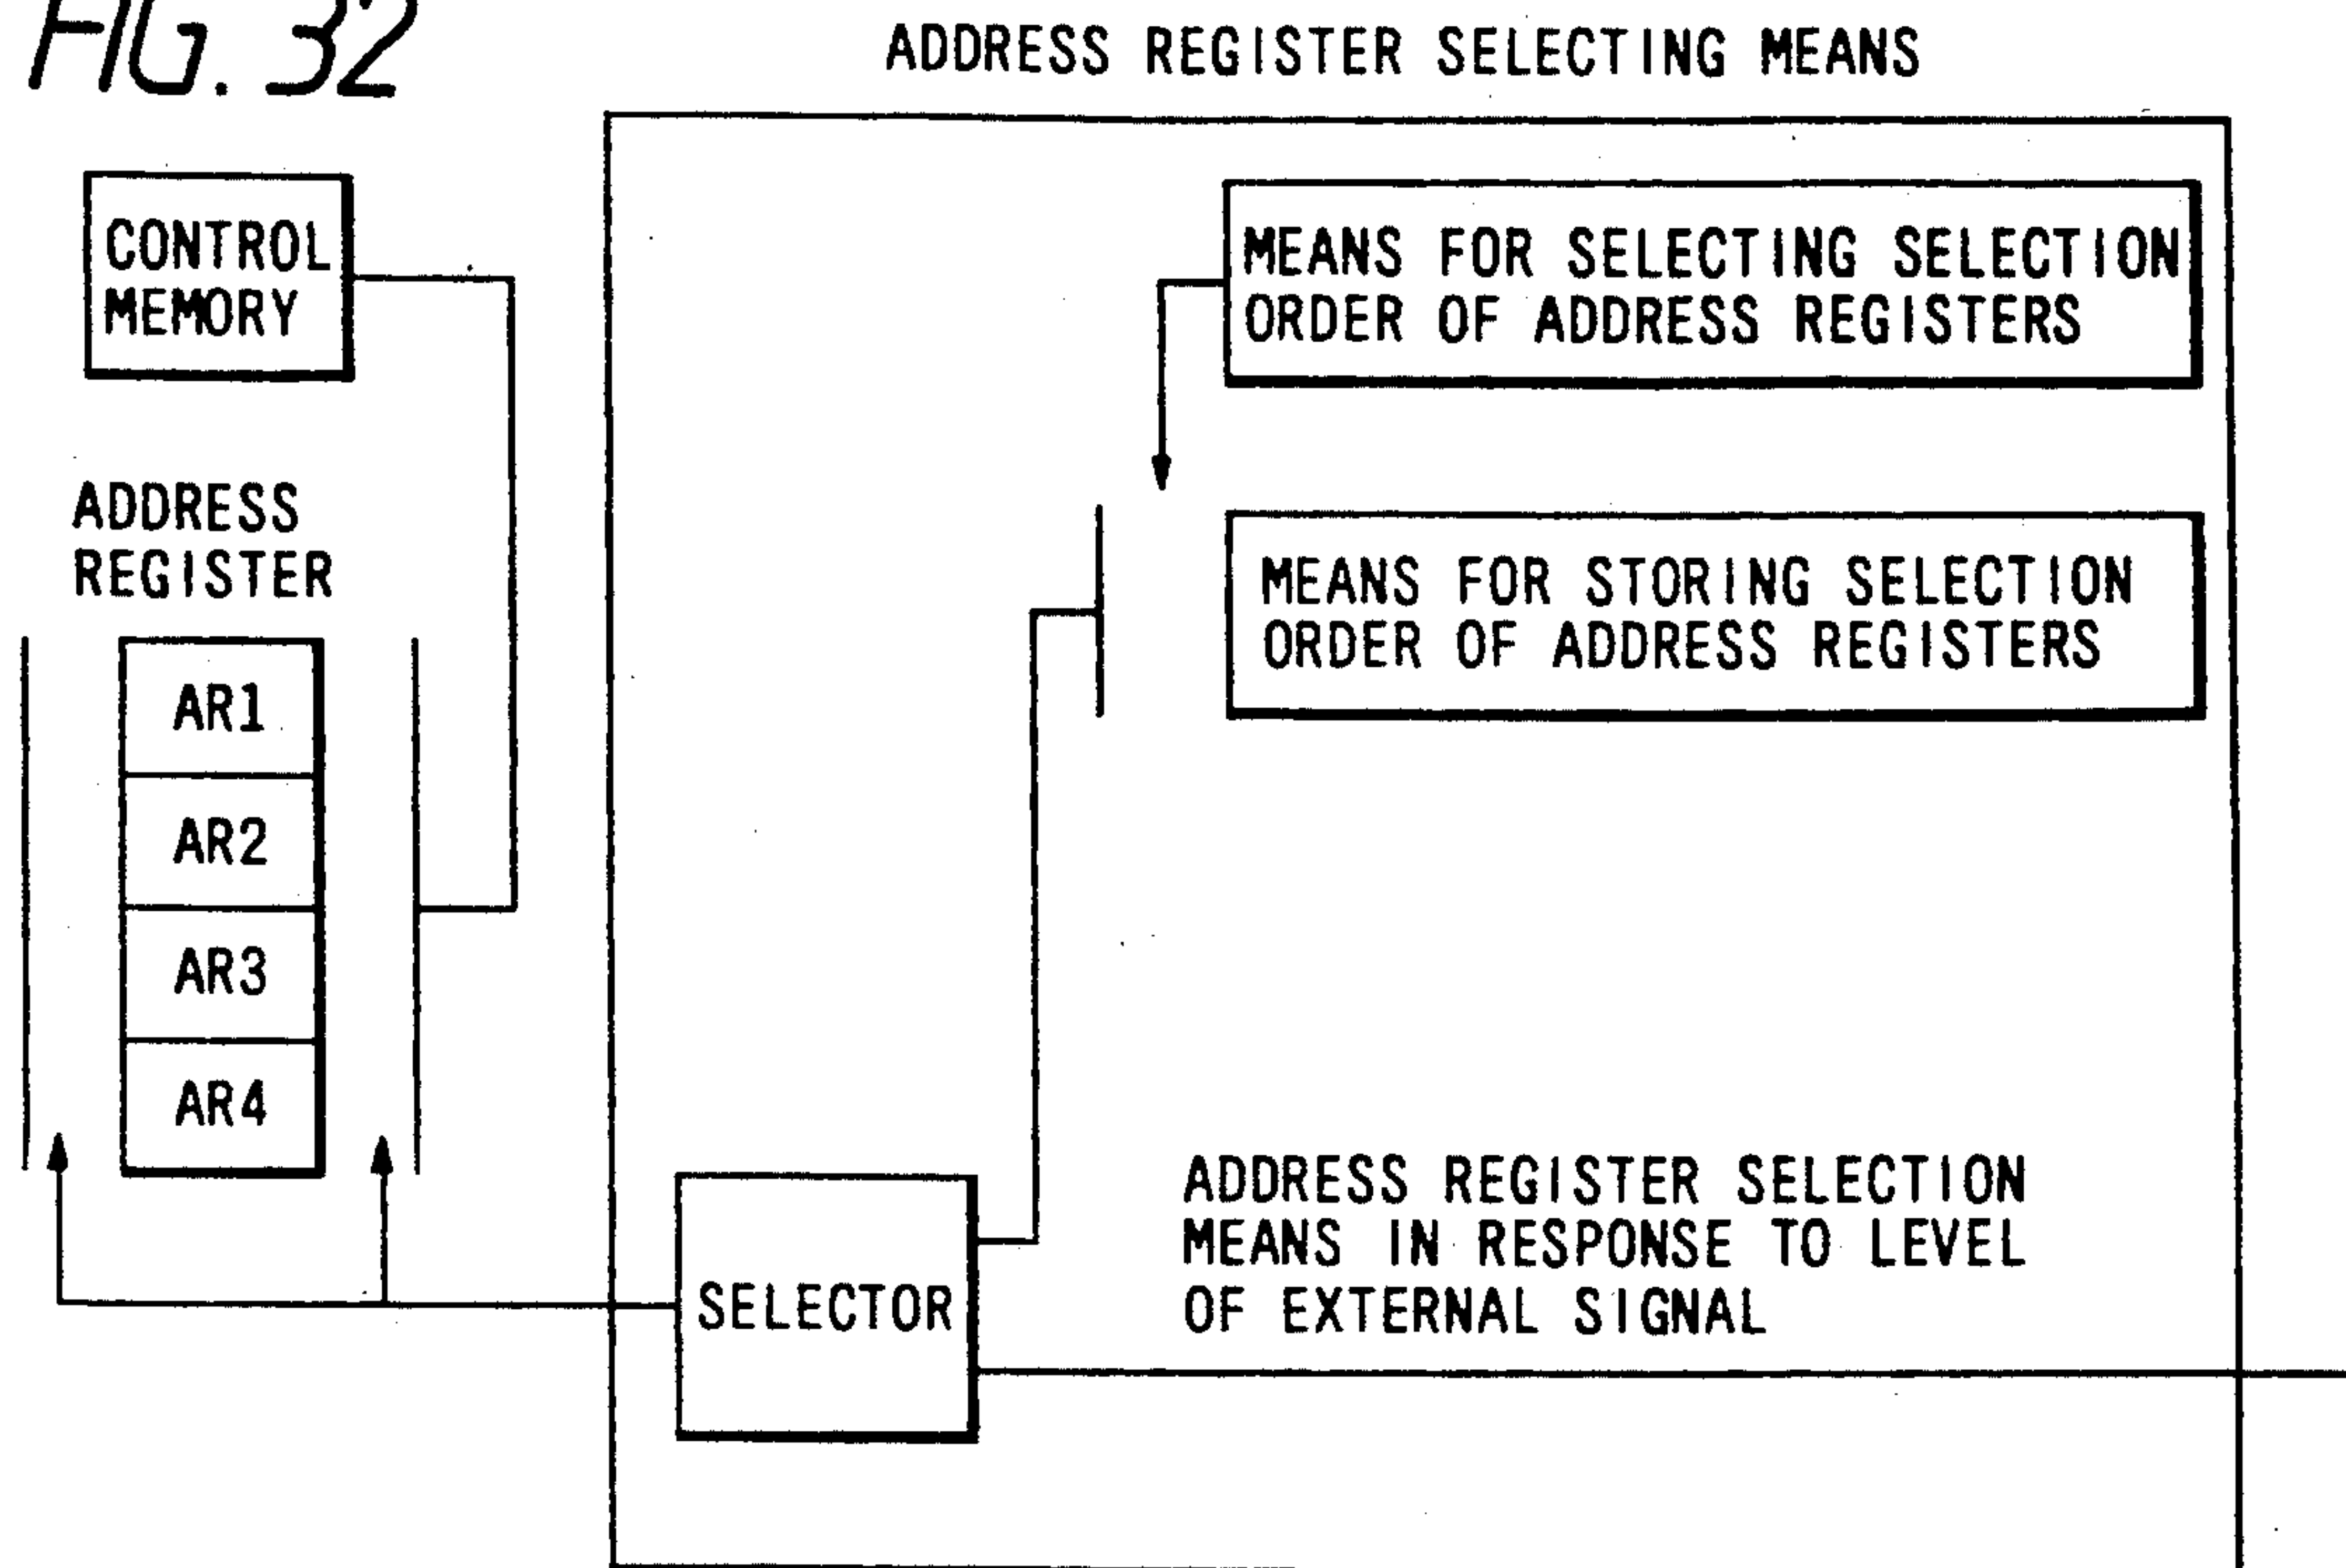 FIG. 32
ADDRESS REGISTER SELECTING MEANS
CONTROL
MEMORY
MEANS FOR SELECTING SELECTION
ORDER OF ADDRESS REGISTERS
ADDRESS
REGISTER
MEANS FOR STORING SELECTION
ORDER OF ADDRESS REGISTERS
AR1
AR2
AR3
AR4
SELECTOR
ADDRESS REGISTER SELECTION
MEANS IN RESPONSE TO LEVEL
OF EXTERNAL SIGNAL